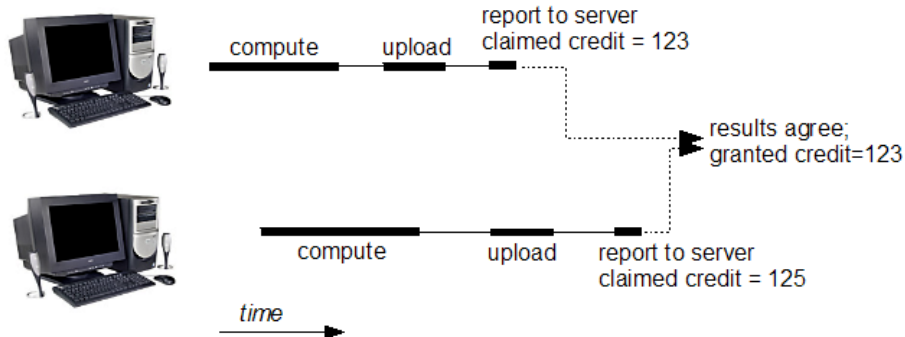 report to server
claimed credit = 123
compute
upload
results agree;
granted credit=123
compute
upload
report to server
claimed credit = 125
time